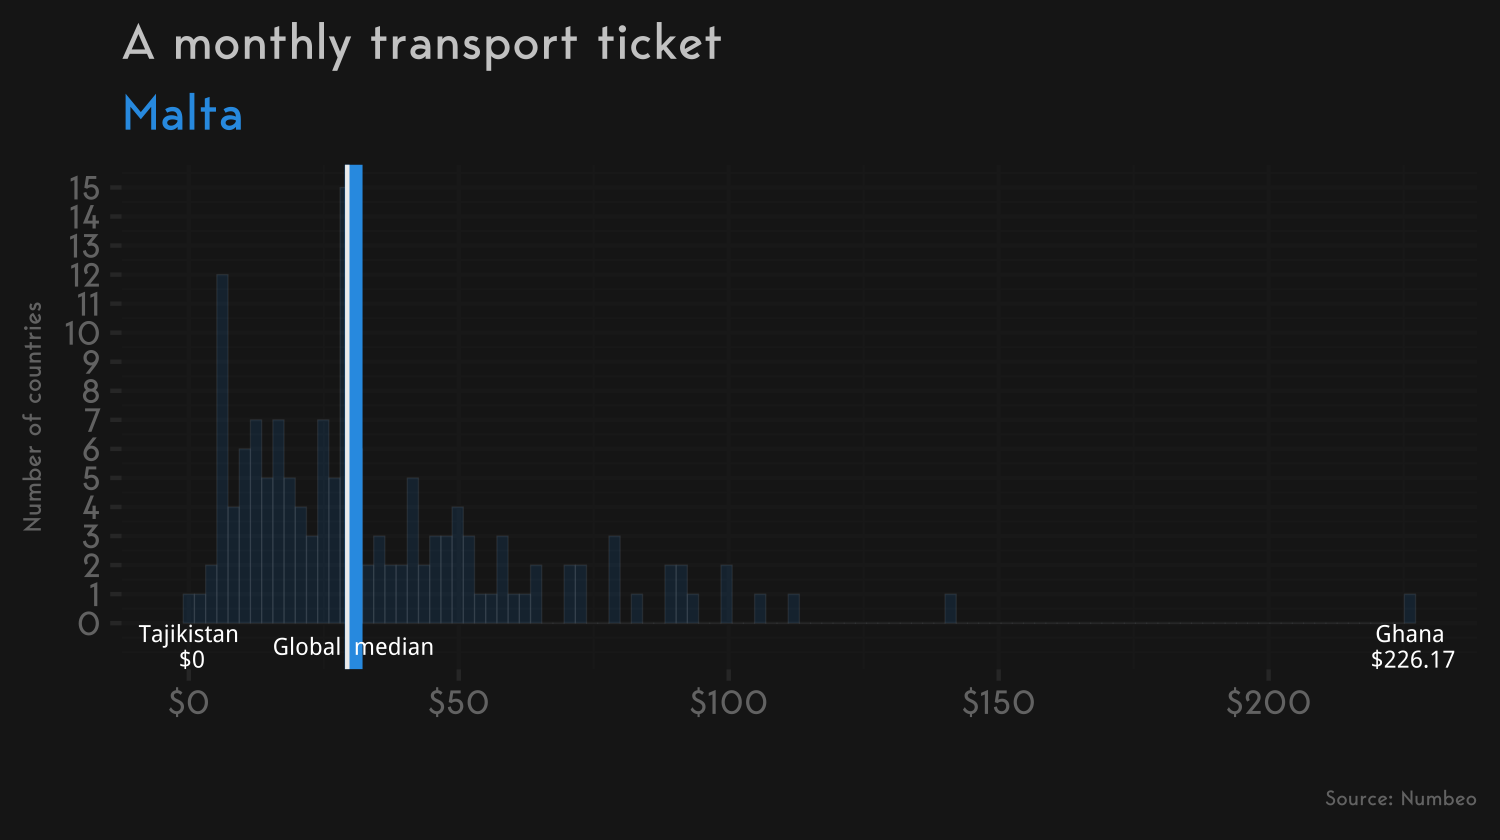 A monthly transport ticket
Malta
Number of countries
15
14
13
12
11
10
9
8
7
6
5
4
3
2
1
0
Tajikistan
$0
Global median
Ghana
$226.17
$0 $50 $100 $150 $200
Source: Numbeo